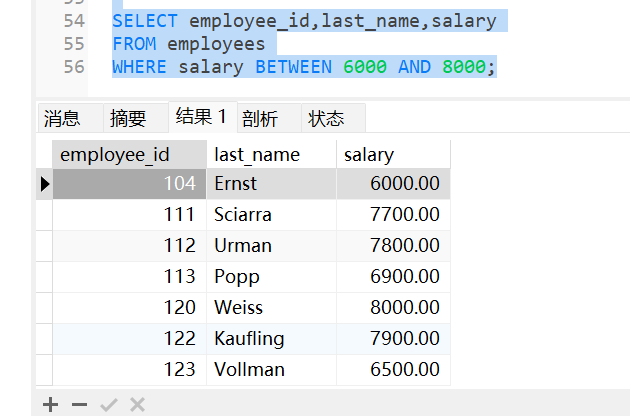 54 SELECT employee_id,last_name,salary
55 FROM employees
56 WHERE salary BETWEEN 6000 AND 8000;
消息 摘要 结果 1 剖析 状态
employee_id last_name salary
104 Ernst 6000.00
111 Sciarra 7700.00
112 Urman 7800.00
113 Popp 6900.00
120 Weiss 8000.00
122 Kaufling 7900.00
123 Vollman 6500.00